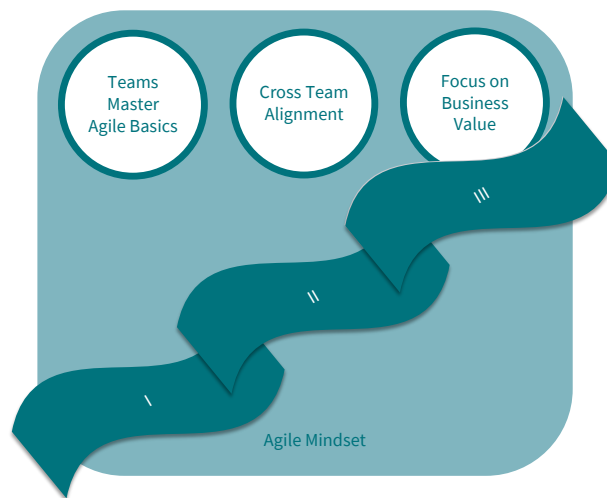 Teams
Master
Agile Basics
Cross Team
Alignment
Focus on
Business
Value
III
II
I
Agile Mindset